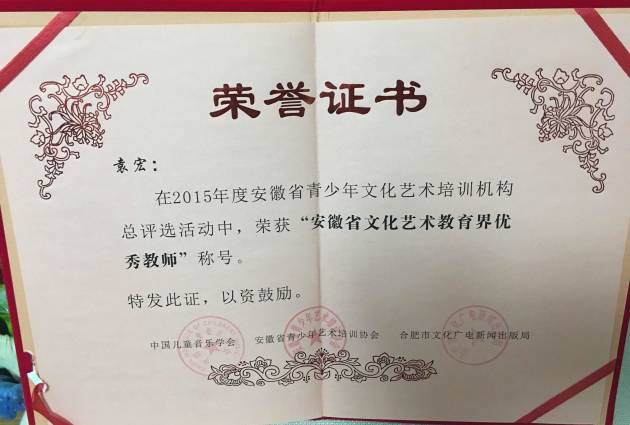 荣誉证书
袁宏：
在2015年度安徽省青少年文化艺术培训机构
总评选活动中，荣获“安徽省文化艺术教育界优
秀教师”称号。
特发此证，以资鼓励。
中国儿童音乐学会 安徽省青少年艺术培训协会 合肥市文化广电新闻出版局